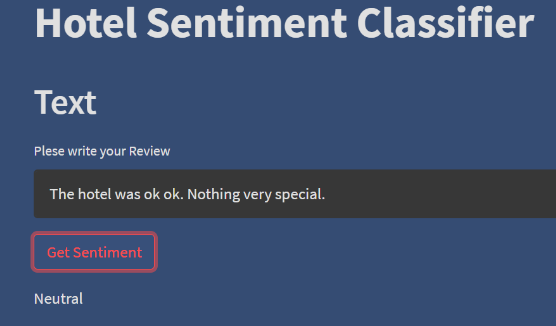 Hotel Sentiment Classifier
Text
Plese write your Review
The hotel was ok ok. Nothing very special.
Get Sentiment
Neutral